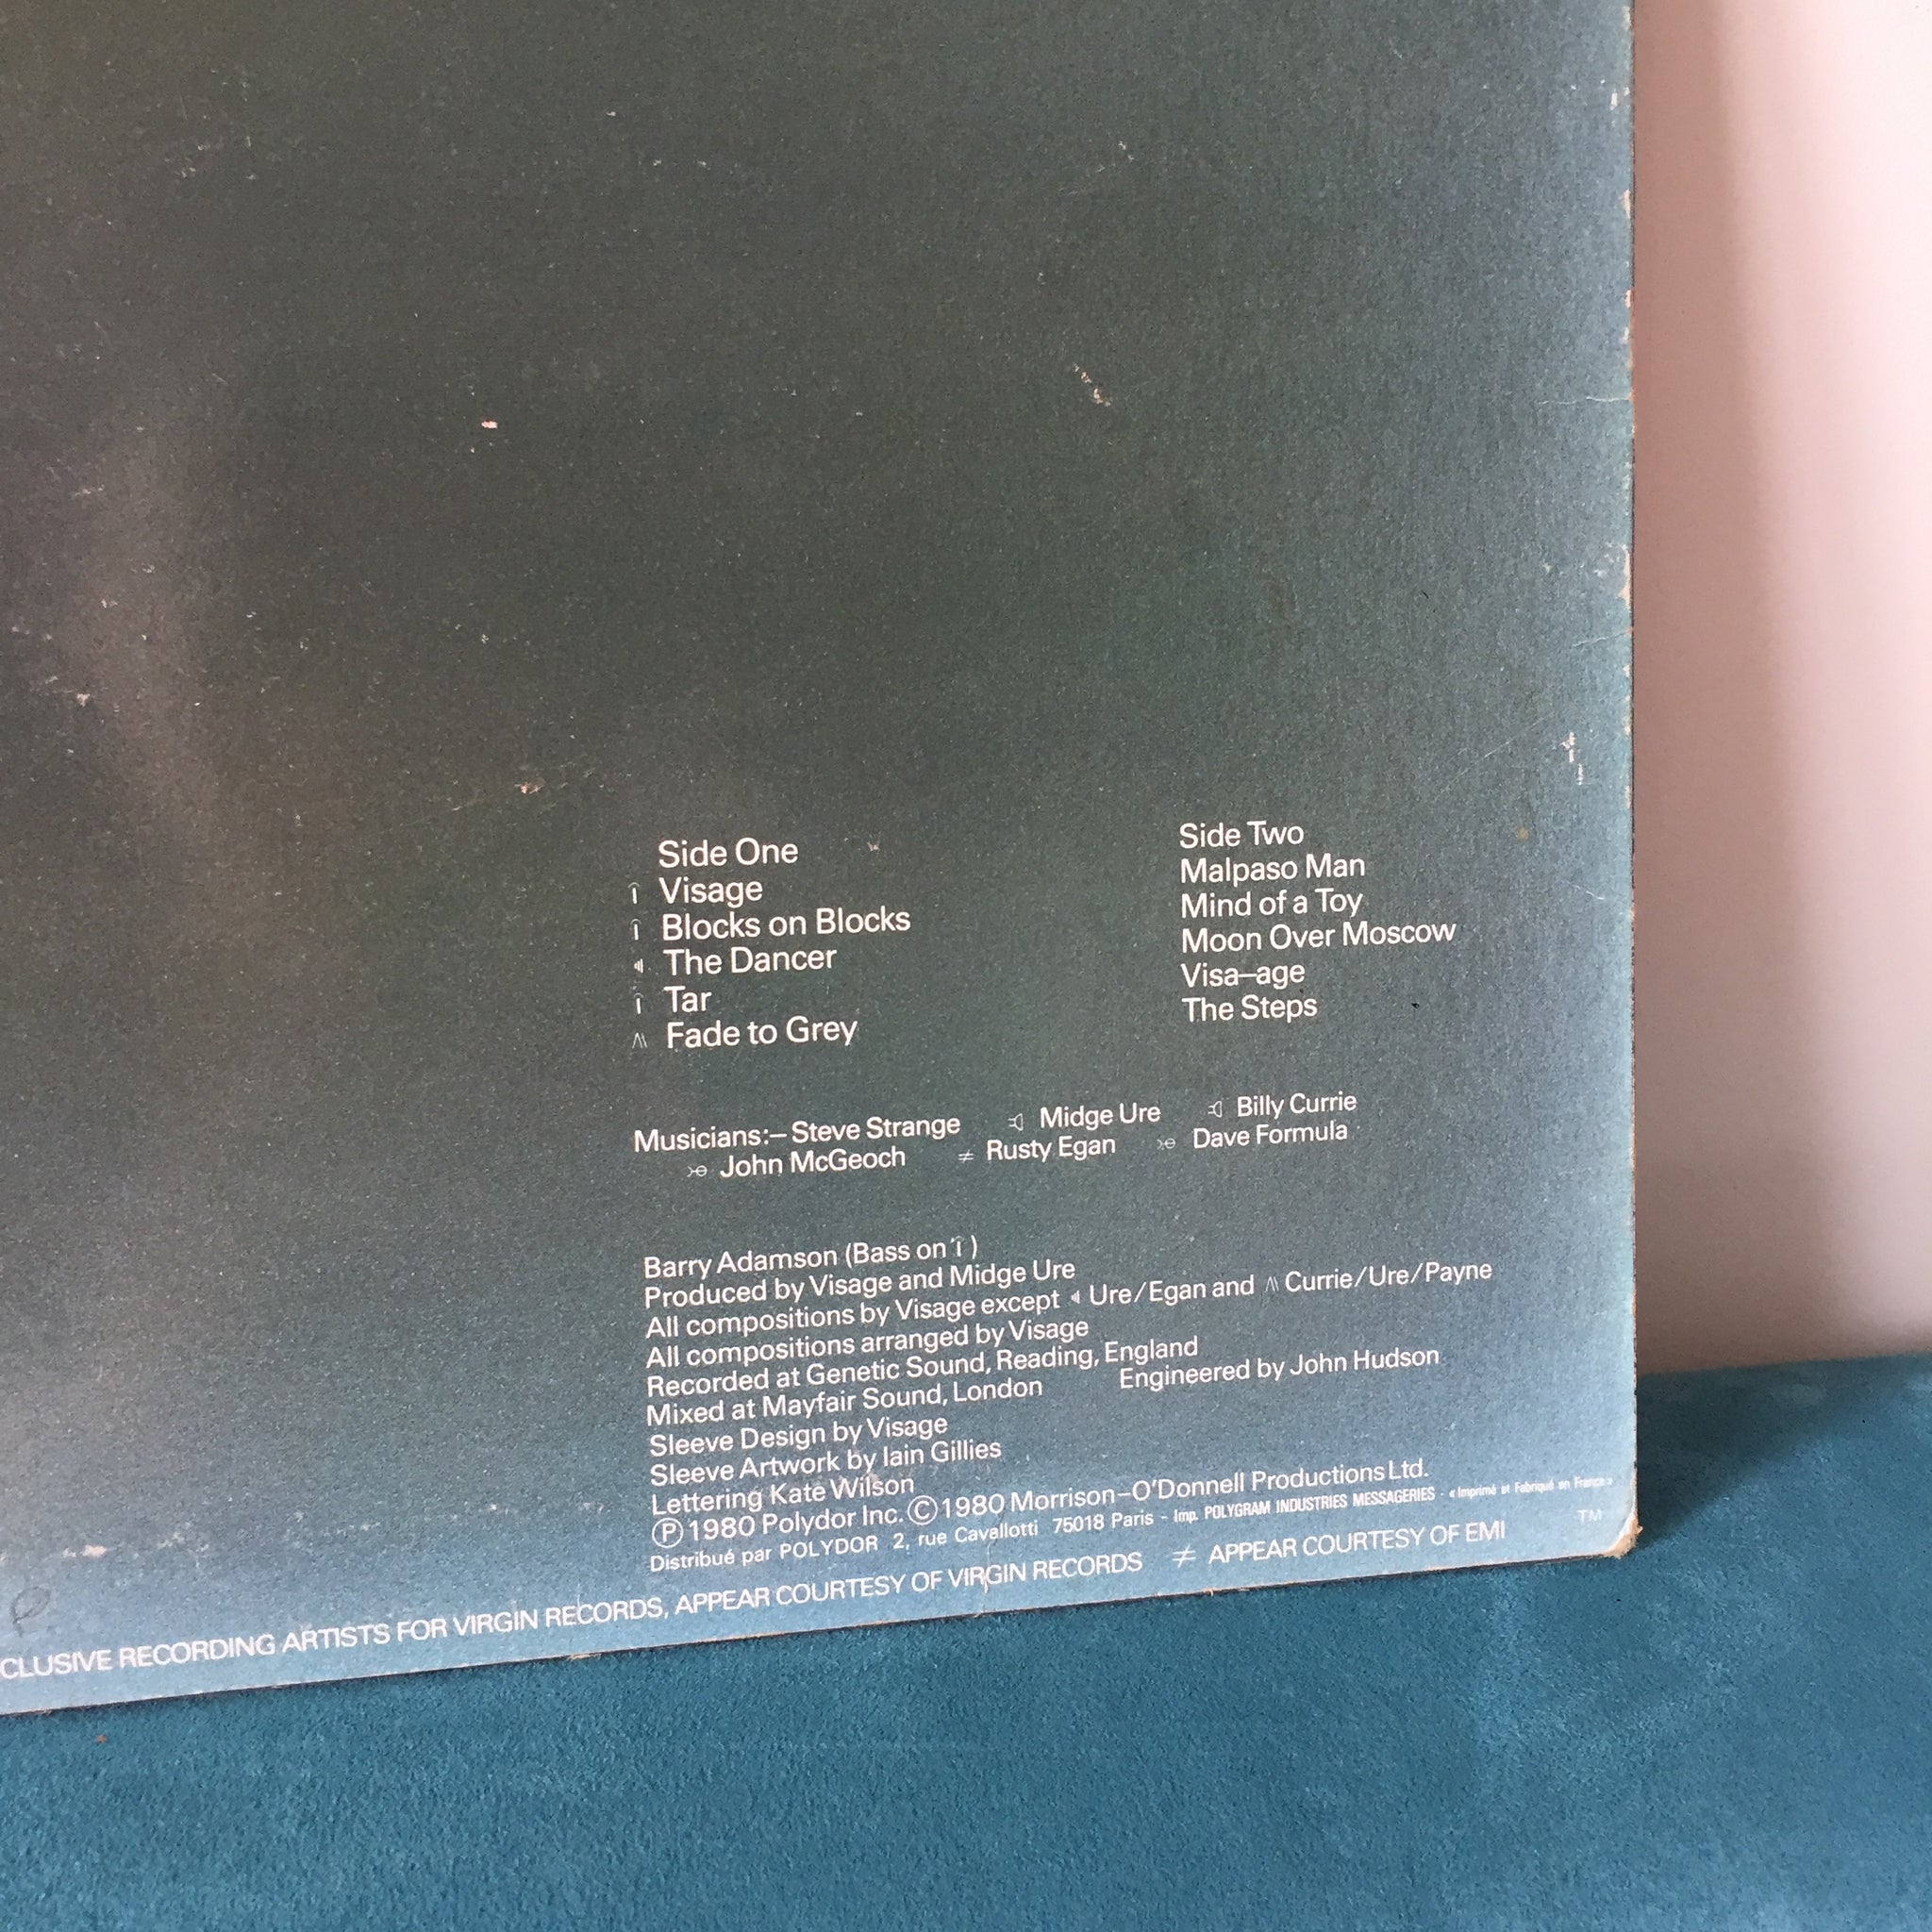 Side One
Visage
Blocks on Blocks
The Dancer
Tar
Fade to Grey
Side Two
Malpaso Man
Mind of a Toy
Moon Over Moscow
Visa–age
The Steps
Musicians:– Steve Strange Midge Ure Billy Currie
John McGeoch ≠ Rusty Egan Dave Formula
Barry Adamson (Bass on )
Produced by Visage and Midge Ure
All compositions by Visage except Ure/Egan and Currie/Ure/Payne
All compositions arranged by Visage
Recorded at Genetic Sound, Reading, England
Mixed at Mayfair Sound, London Engineered by John Hudson
Sleeve Design by Visage
Sleeve Artwork by Iain Gillies
Lettering Kate Wilson
Ⓟ 1980 Polydor Inc. © 1980 Morrison–O'Donnell Productions Ltd.
Distribué par POLYDOR 2, rue Cavallotti 75018 Paris - Imp. POLYGRAM INDUSTRIES MESSAGERIES - « Imprimé et Fabriqué en France »
CLUSIVE RECORDING ARTISTS FOR VIRGIN RECORDS, APPEAR COURTESY OF VIRGIN RECORDS ≠ APPEAR COURTESY OF EMI TM